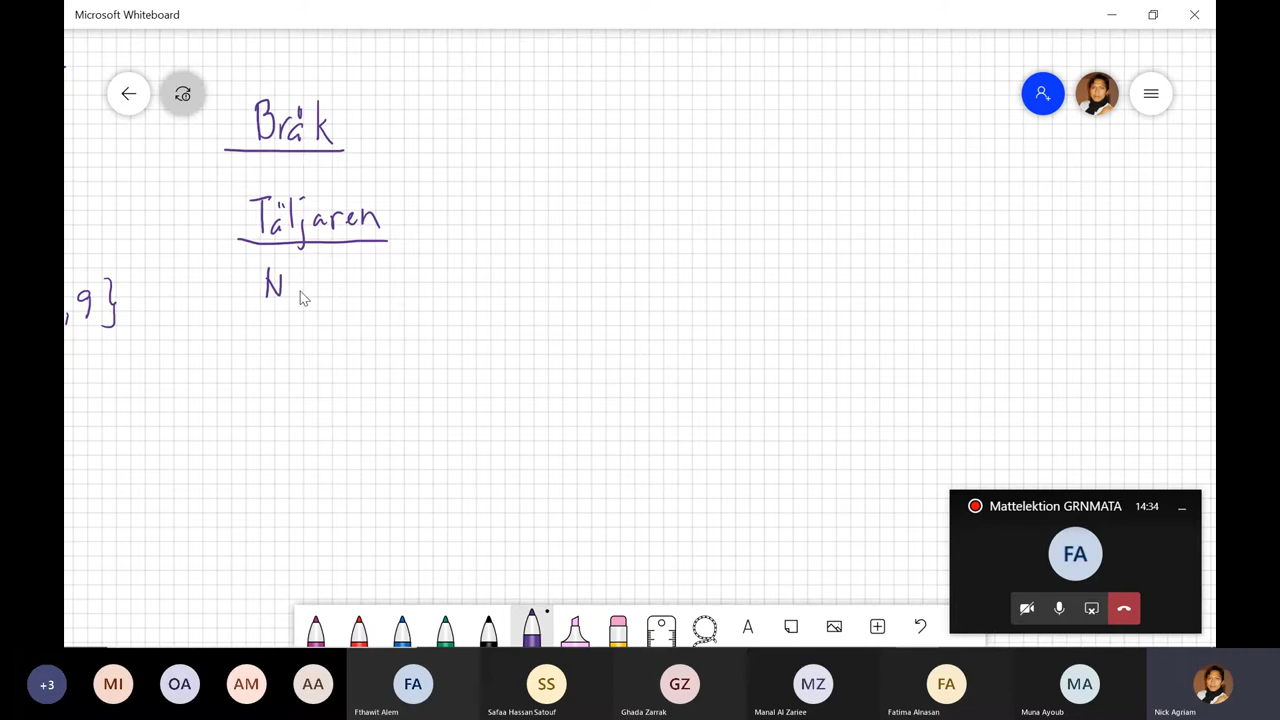 Microsoft Whiteboard
Bråk
Täljaren
N
,9}
Mattelektion GRNMATA 14:34
FA
A
+3
MI
OA
AM
AA
FA
SS
GZ
MZ
FA
MA
Fthawit Alem
Safaa Hassan Satouf
Ghada Zarrak
Manal Al Zariee
Fatima Alnasan
Muna Ayoub
Nick Agriam